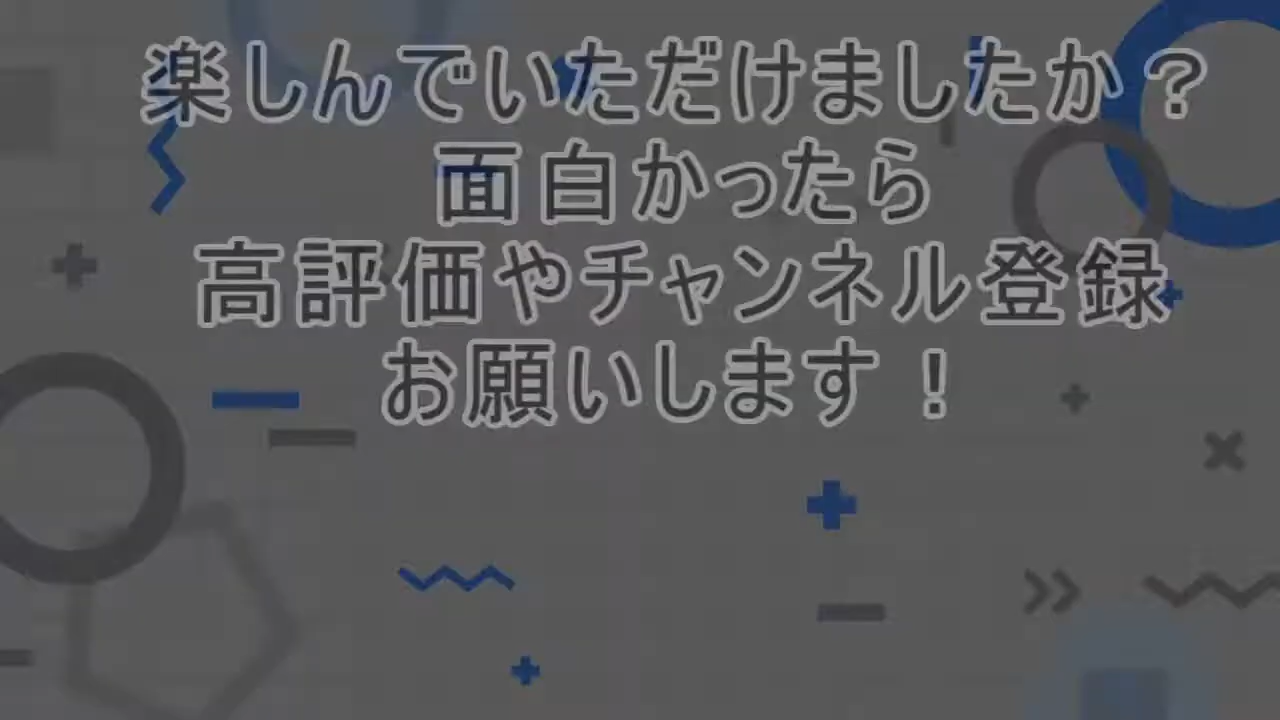 楽しんでいただけましたか？
面白かったら
高評価やチャンネル登録
お願いします！